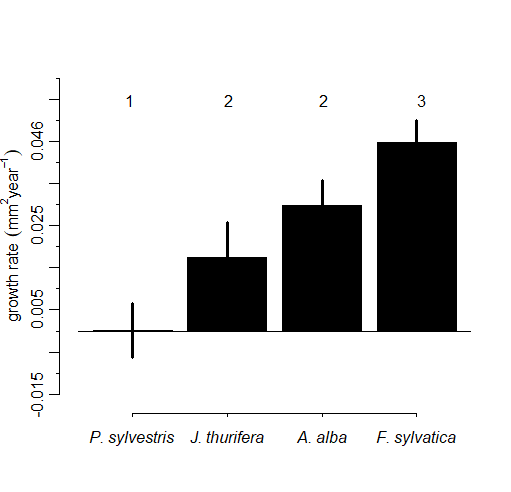 1 2 2 3
growth rate (mm²year⁻¹)
0.046
0.025
0.005
-0.015
P. sylvestris J. thurifera A. alba F. sylvatica